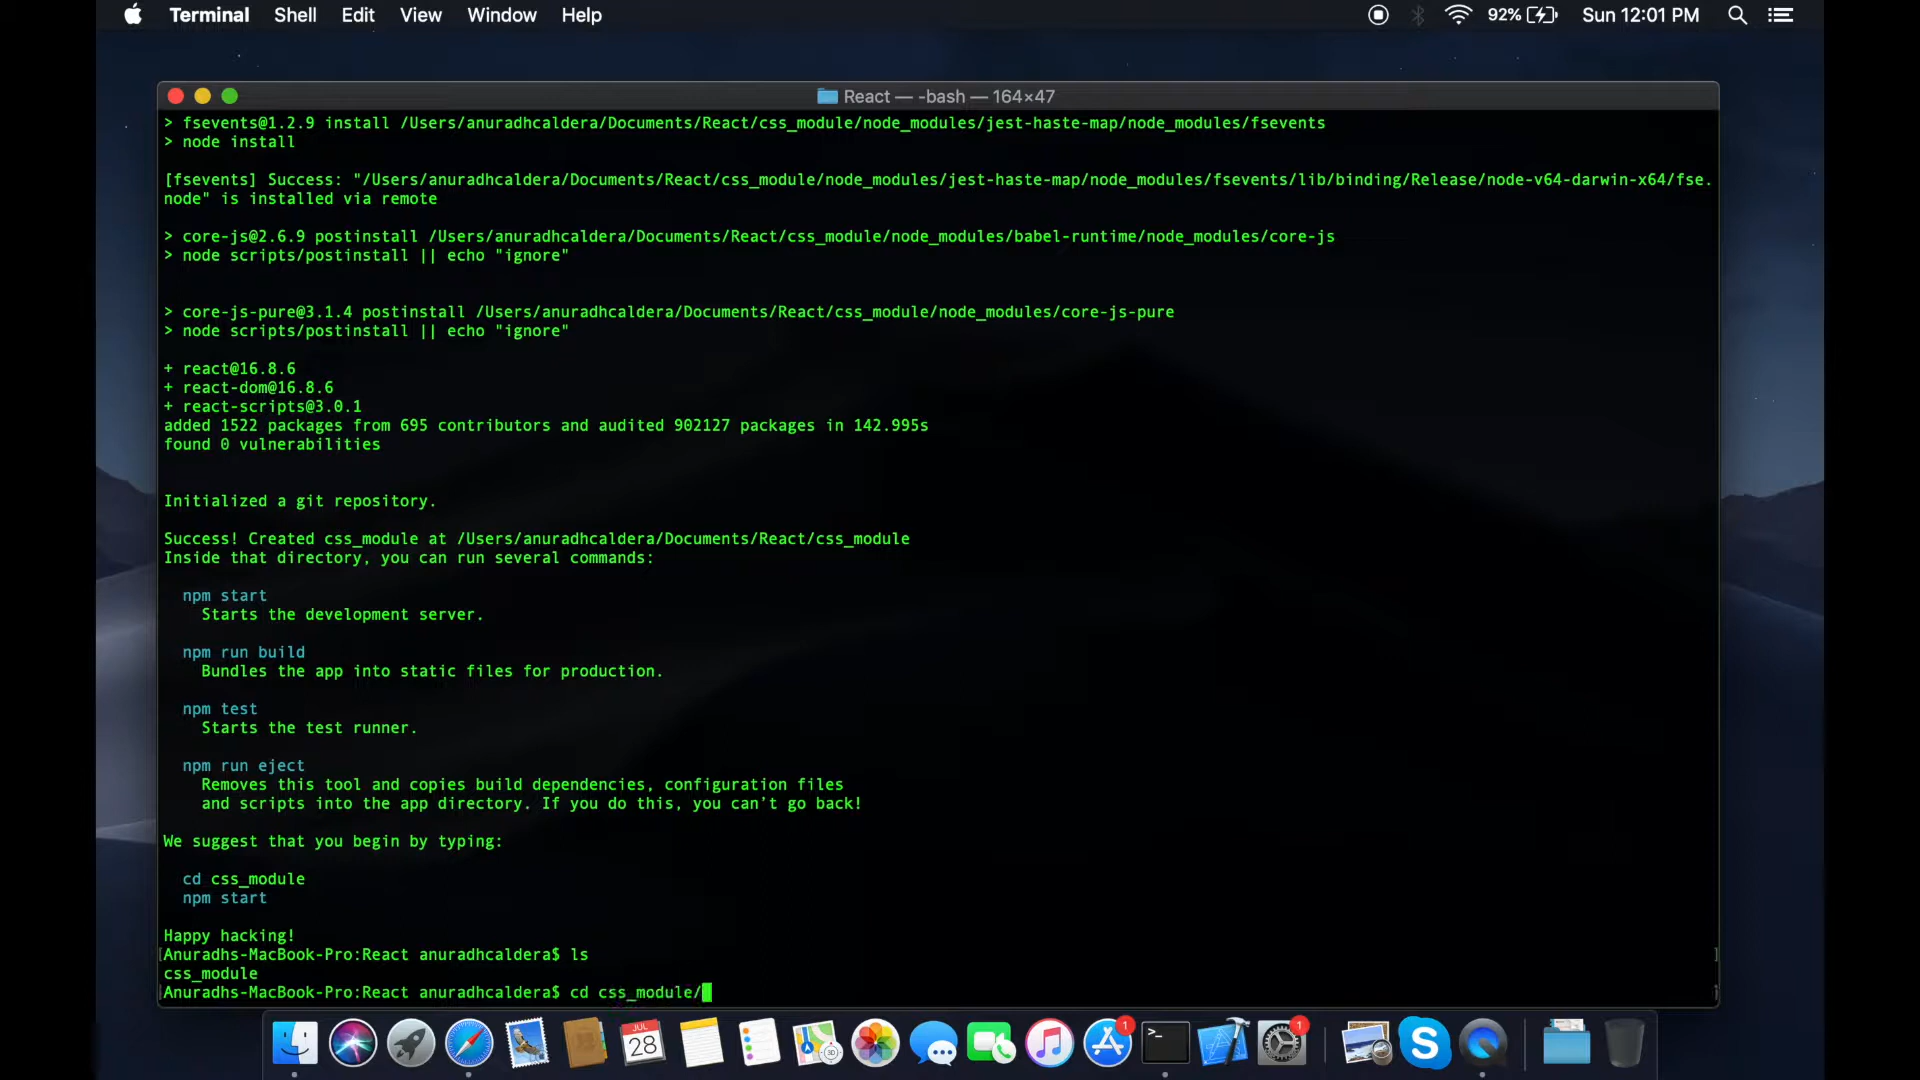 Terminal Shell Edit View Window Help 92% Sun 12:01 PM
React — -bash — 164×47
> fsevents@1.2.9 install /Users/anuradhcaldera/Documents/React/css_module/node_modules/jest-haste-map/node_modules/fsevents
> node install
[fsevents] Success: "/Users/anuradhcaldera/Documents/React/css_module/node_modules/jest-haste-map/node_modules/fsevents/lib/binding/Release/node-v64-darwin-x64/fse.
node" is installed via remote
> core-js@2.6.9 postinstall /Users/anuradhcaldera/Documents/React/css_module/node_modules/babel-runtime/node_modules/core-js
> node scripts/postinstall || echo "ignore"
> core-js-pure@3.1.4 postinstall /Users/anuradhcaldera/Documents/React/css_module/node_modules/core-js-pure
> node scripts/postinstall || echo "ignore"
+ react@16.8.6
+ react-dom@16.8.6
+ react-scripts@3.0.1
added 1522 packages from 695 contributors and audited 902127 packages in 142.995s
found 0 vulnerabilities
Initialized a git repository.
Success! Created css_module at /Users/anuradhcaldera/Documents/React/css_module
Inside that directory, you can run several commands:
npm start
Starts the development server.
npm run build
Bundles the app into static files for production.
npm test
Starts the test runner.
npm run eject
Removes this tool and copies build dependencies, configuration files
and scripts into the app directory. If you do this, you can’t go back!
We suggest that you begin by typing:
cd css_module
npm start
Happy hacking!
[Anuradhs-MacBook-Pro:React anuradhcaldera$ ls ]
css_module
Anuradhs-MacBook-Pro:React anuradhcaldera$ cd css_module/
JUL
28
3D
1
>_
1
S